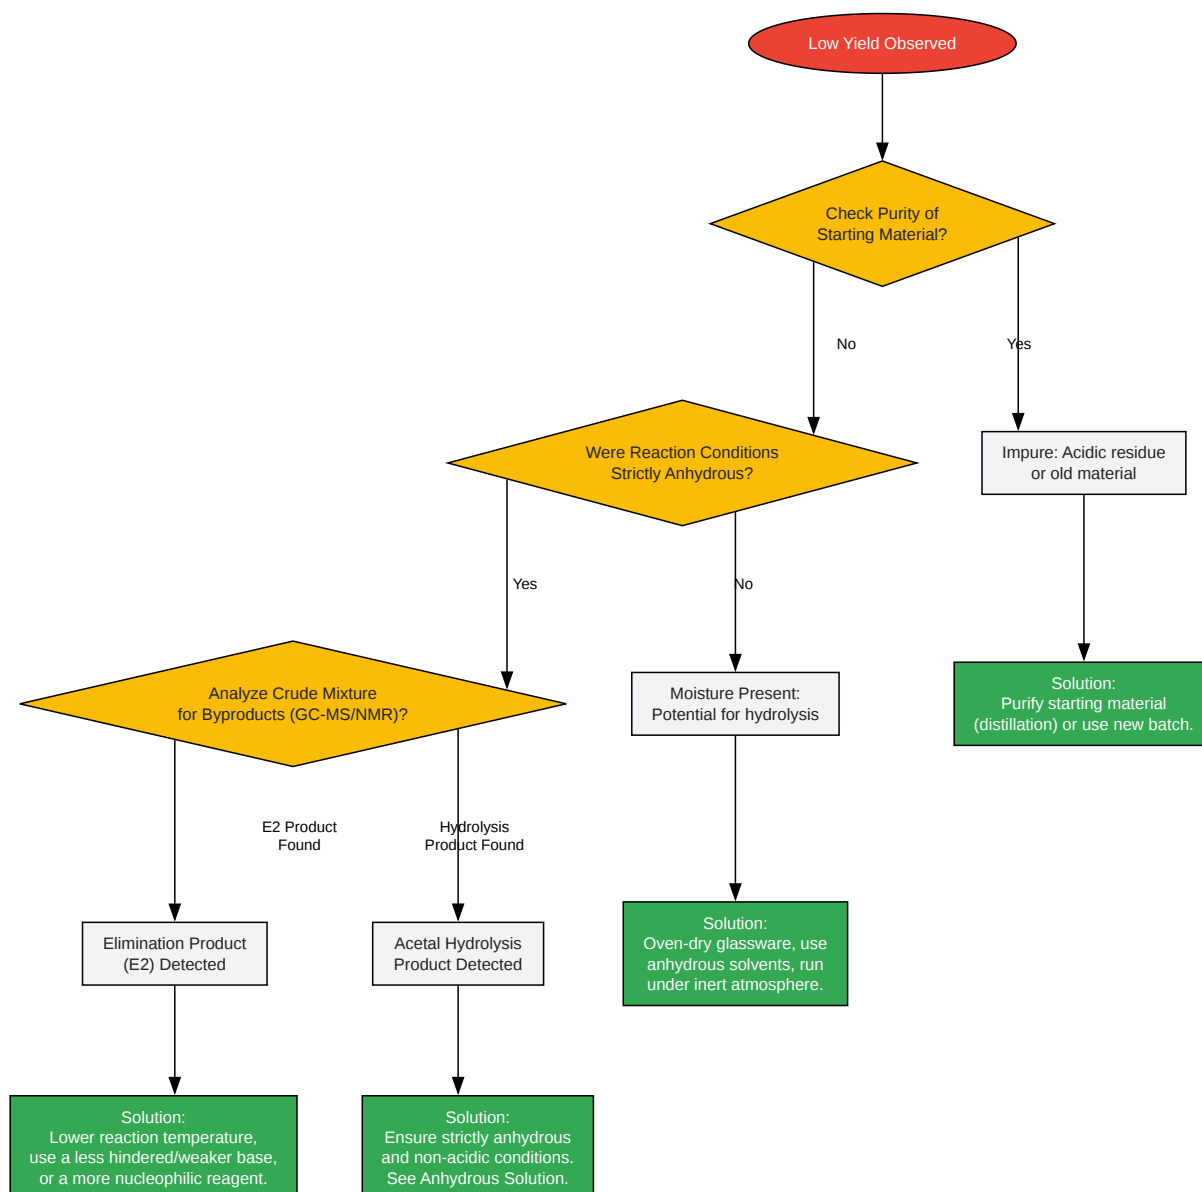 Low Yield Observed
Check Purity of
Starting Material?
No
Yes
Were Reaction Conditions
Strictly Anhydrous?
Impure: Acidic residue
or old material
Yes
No
Analyze Crude Mixture
for Byproducts (GC-MS/NMR)?
Moisture Present:
Potential for hydrolysis
Solution:
Purify starting material
(distillation) or use new batch.
E2 Product
Found
Hydrolysis
Product Found
Elimination Product
(E2) Detected
Acetal Hydrolysis
Product Detected
Solution:
Oven-dry glassware, use
anhydrous solvents, run
under inert atmosphere.
Solution:
Lower reaction temperature,
use a less hindered/weaker base,
or a more nucleophilic reagent.
Solution:
Ensure strictly anhydrous
and non-acidic conditions.
See Anhydrous Solution.